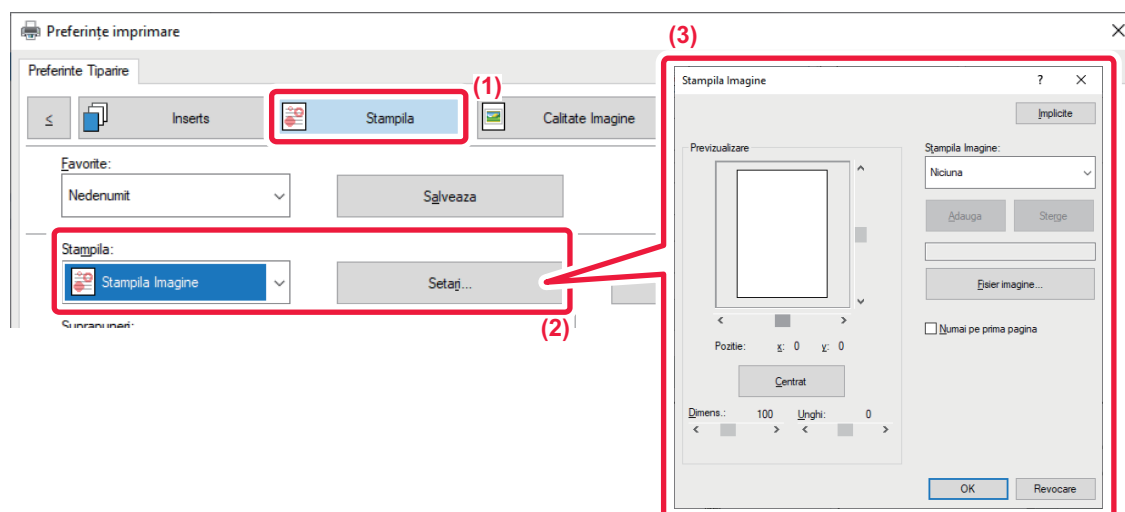 Preferințe imprimare
(3)
Preferinte Tiparire
(1)
<
Inserts
Stampila
Calitate Imagine
Favorite:
Nedenumit
Salveaza
Stampila:
Stampila Imagine
Setari...
(2)
Suprapuneri:
Stampila Imagine
?
Implicite
Previzualizare
Stampila Imagine:
Niciuna
Adauga
Sterge
Fisier imagine...
Numai pe prima pagina
Pozitie: x: 0 y: 0
Centrat
Dimens.: 100 Unghi: 0
OK
Revocare